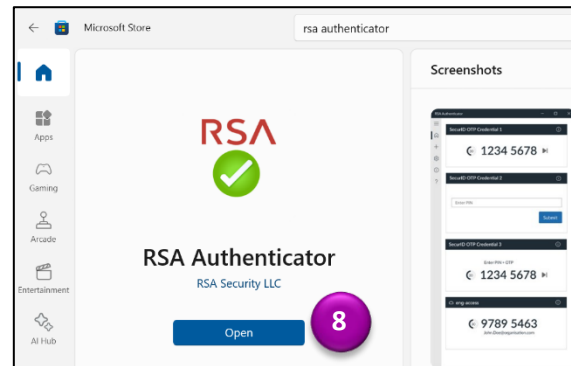 Microsoft Store
rsa authenticator
Apps
Gaming
Arcade
Entertainment
AI Hub
RSA
RSA Authenticator
RSA Security LLC
Open
8
Screenshots
RSA Authenticator
SecurID OTP Credential 1
1234 5678
SecurID OTP Credential 2
Enter PIN
Submit
SecurID OTP Credential 3
Enter PIN + OTP
1234 5678
9789 5463